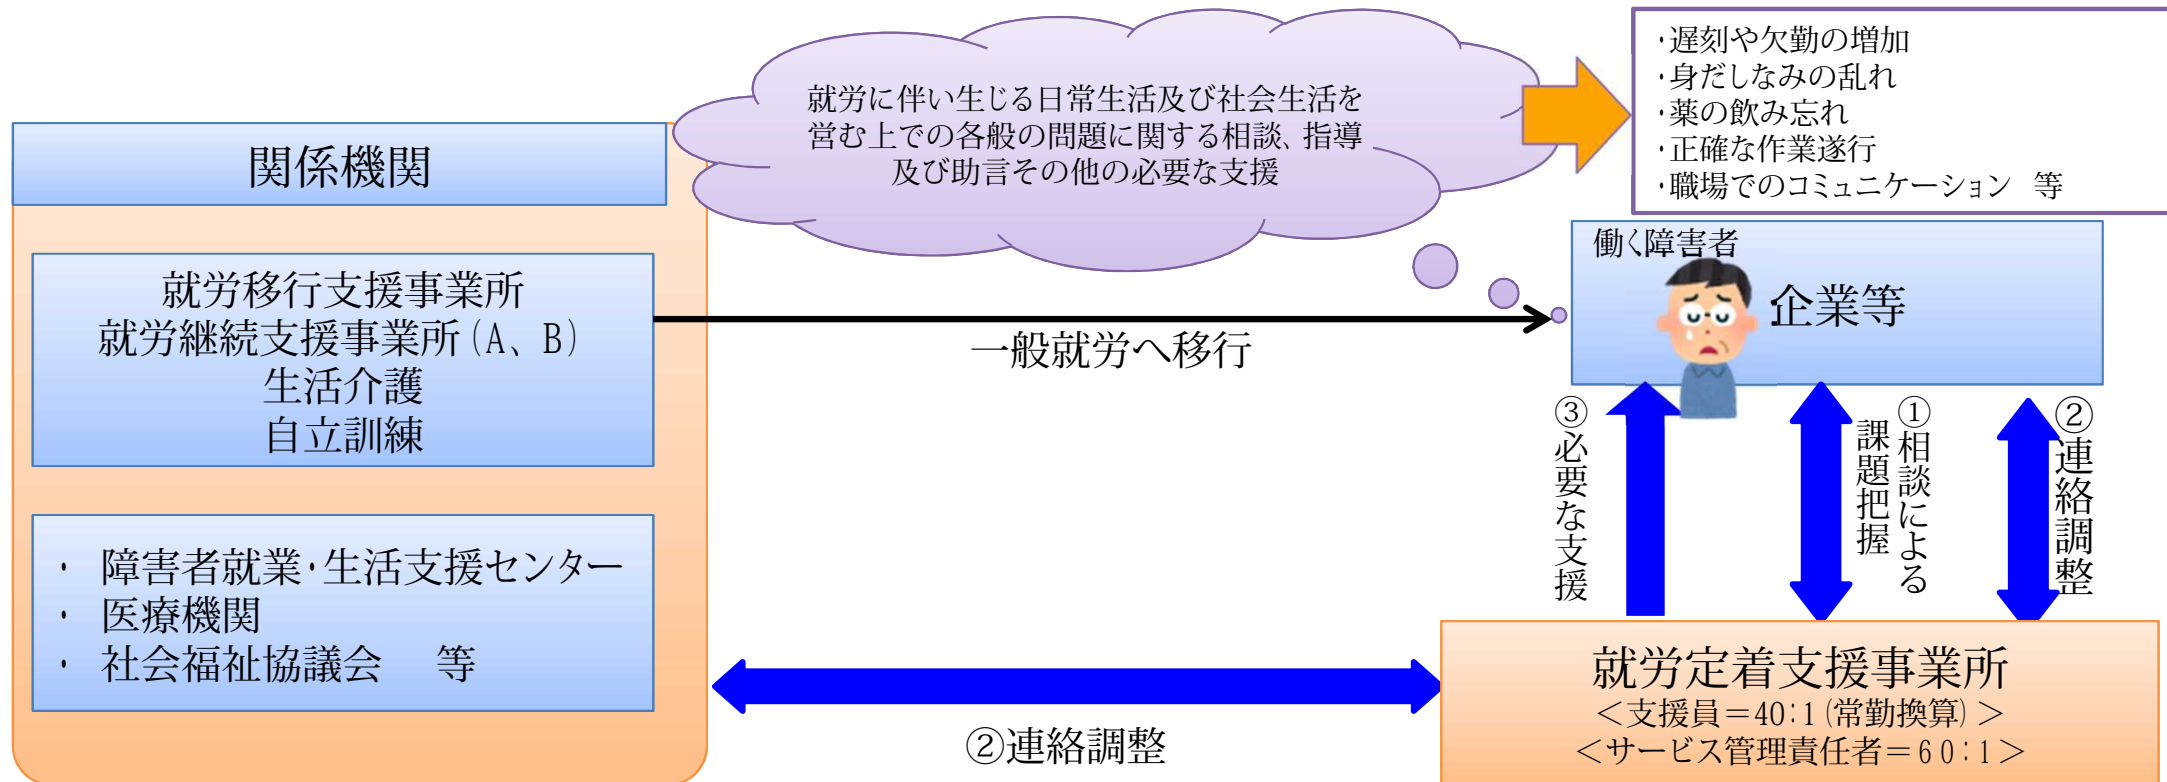 就労に伴い生じる日常生活及び社会生活を
営む上での各般の問題に関する相談、指導
及び助言その他の必要な支援
・遅刻や欠勤の増加
・身だしなみの乱れ
・薬の飲み忘れ
・正確な作業遂行
・職場でのコミュニケーション 等
関係機関
就労移行支援事業所
就労継続支援事業所(A、B)
生活介護
自立訓練
・ 障害者就業・生活支援センター
・ 医療機関
・ 社会福祉協議会 等
一般就労へ移行
働く障害者
企業等
③必要な支援
①相談による
課題把握
②連絡調整
②連絡調整
就労定着支援事業所
<支援員=40:1(常勤換算)>
<サービス管理責任者=60:1>